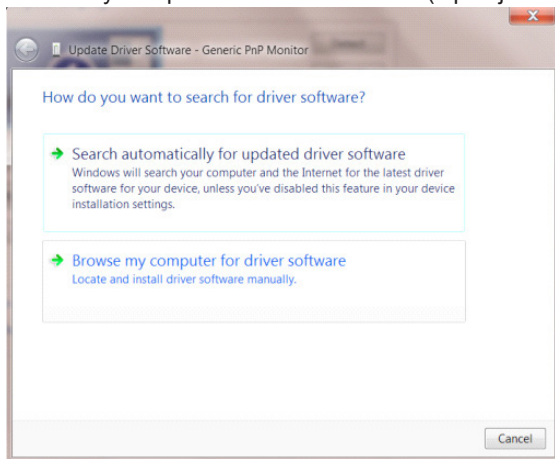 Update Driver Software - Generic PnP Monitor
How do you want to search for driver software?
Search automatically for updated driver software
Windows will search your computer and the Internet for the latest driver
software for your device, unless you've disabled this feature in your device
installation settings.
Browse my computer for driver software
Locate and install driver software manually.
Cancel